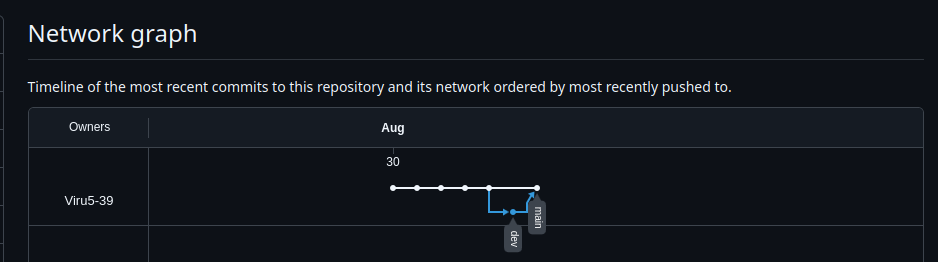 Network graph
Timeline of the most recent commits to this repository and its network ordered by most recently pushed to.
Owners
Aug
30
Viru5-39
main
dev